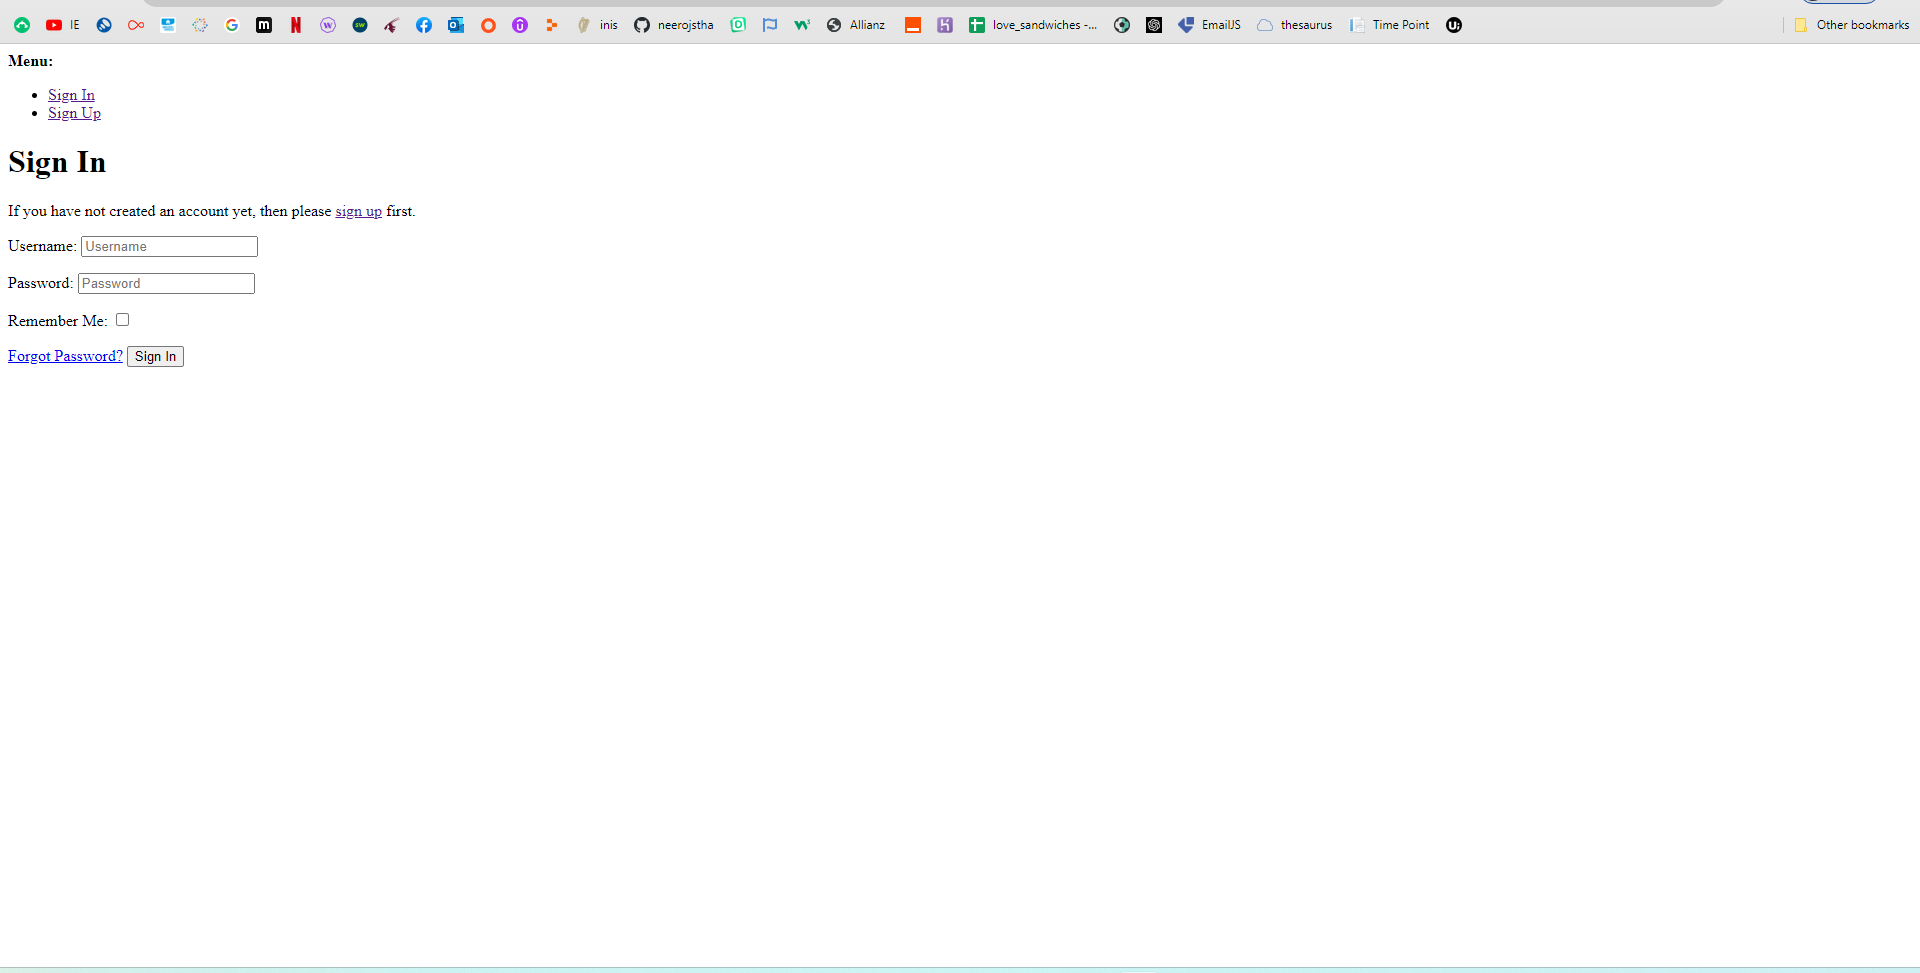 IE
inis
neerojstha
Allianz
love_sandwiches -...
EmailJS
thesaurus
Time Point
Other bookmarks
Menu:
Sign In
Sign Up
Sign In
If you have not created an account yet, then please sign up first.
Username: Username
Password: Password
Remember Me:
Forgot Password? Sign In